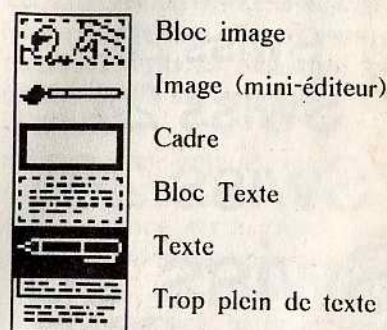 Bloc image
Image (mini-éditeur)
Cadre
Bloc Texte
Texte
Trop plein de texte